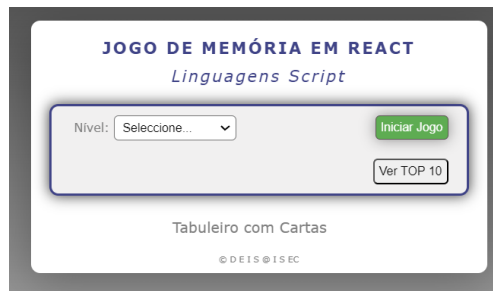 JOGO DE MEMÓRIA EM REACT
Linguagens Script
Nível: Seleccione... Iniciar Jogo
Ver TOP 10
Tabuleiro com Cartas
© DEIS@ISEC